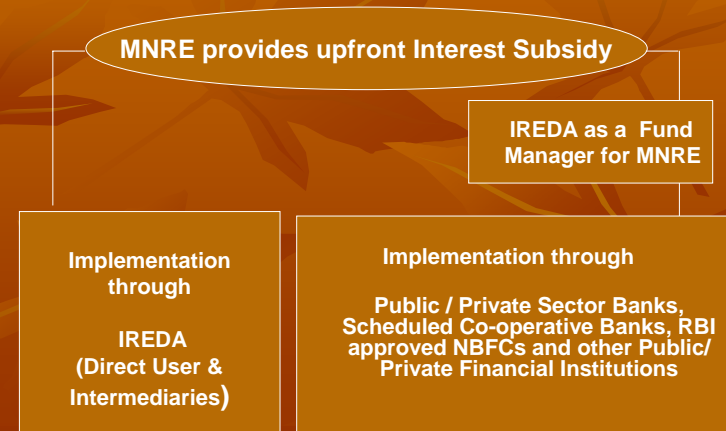 MNRE provides upfront Interest Subsidy
IREDA as a Fund
Manager for MNRE
Implementation
through
IREDA
(Direct User &
Intermediaries)
Implementation through
Public / Private Sector Banks,
Scheduled Co-operative Banks, RBI
approved NBFCs and other Public/
Private Financial Institutions